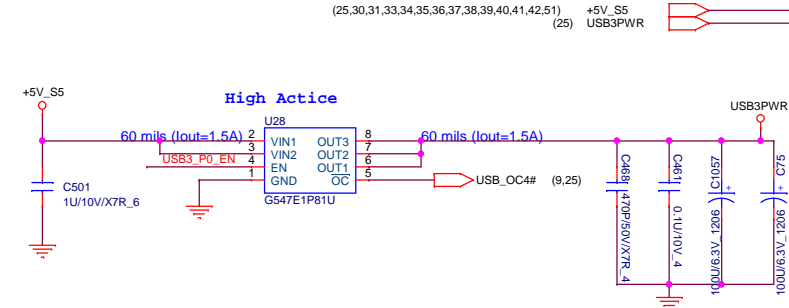 (25,30,31,33,34,35,36,37,38,39,40,41,42,51) +5V_S5
(25) USB3PWR
+5V_S5
High Actice
USB3PWR
U28
60 mils (Iout=1.5A)
2 VIN1 OUT3 8
60 mils (Iout=1.5A)
3 VIN2 OUT2 7
USB3_P0_EN
4 EN OUT1 6
1 GND OC 5
USB_OC4# (9,25)
G547E1P81U
C501
1U/10V/X7R_6
C468
470P/50V/X7R_4
C461
0.1U/10V_4
C1057
+
100U/6.3V_1206
C75
+
100U/6.3V_1206